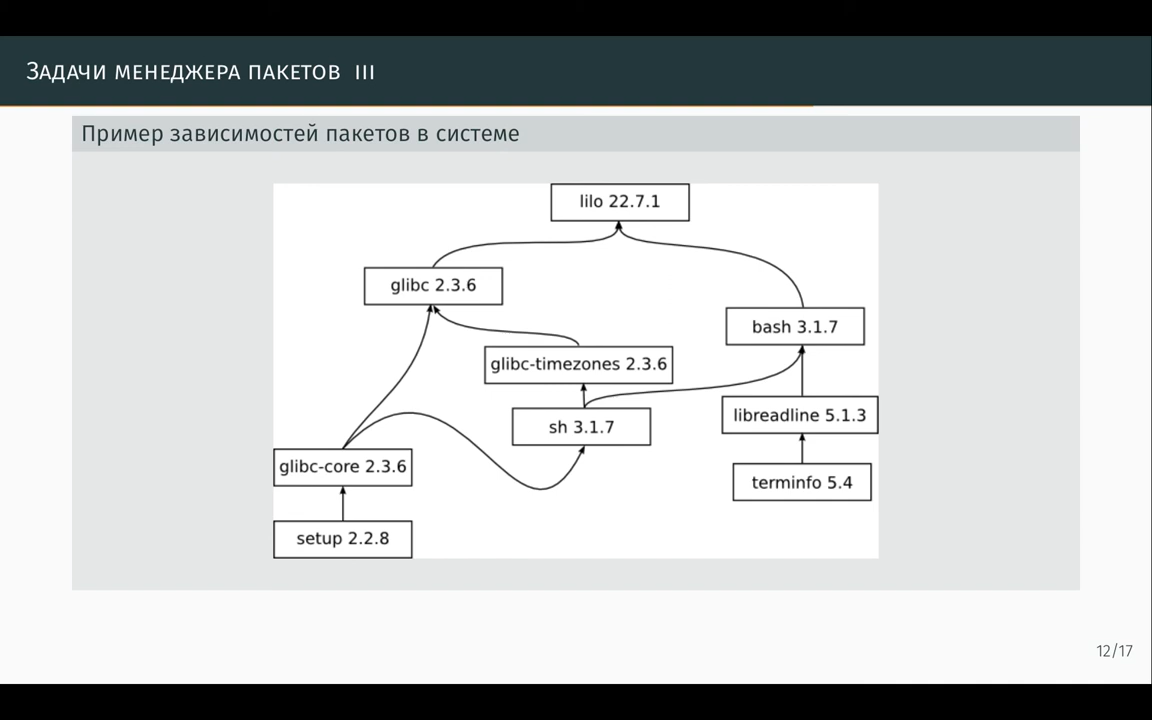 Задачи менеджера пакетов III
Пример зависимостей пакетов в системе
lilo 22.7.1
glibc 2.3.6
bash 3.1.7
glibc-timezones 2.3.6
libreadline 5.1.3
sh 3.1.7
glibc-core 2.3.6
terminfo 5.4
setup 2.2.8
12/17